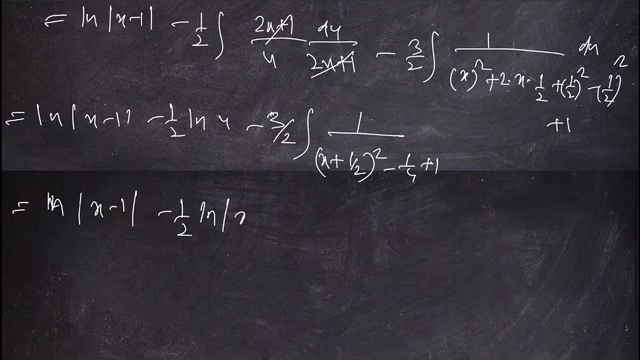 = ln |x-1| - 1/2 ∫ (2x+1)/u du/(2x+1) - 3/2 ∫ 1/((x)² + 2·x·1/2 + (1/2)² - (1/2)² + 1) dx
= ln |x-1| - 1/2 ln u - 3/2 ∫ 1/((x+1/2)² - 1/4 + 1)
= ln |x-1| - 1/2 ln |x